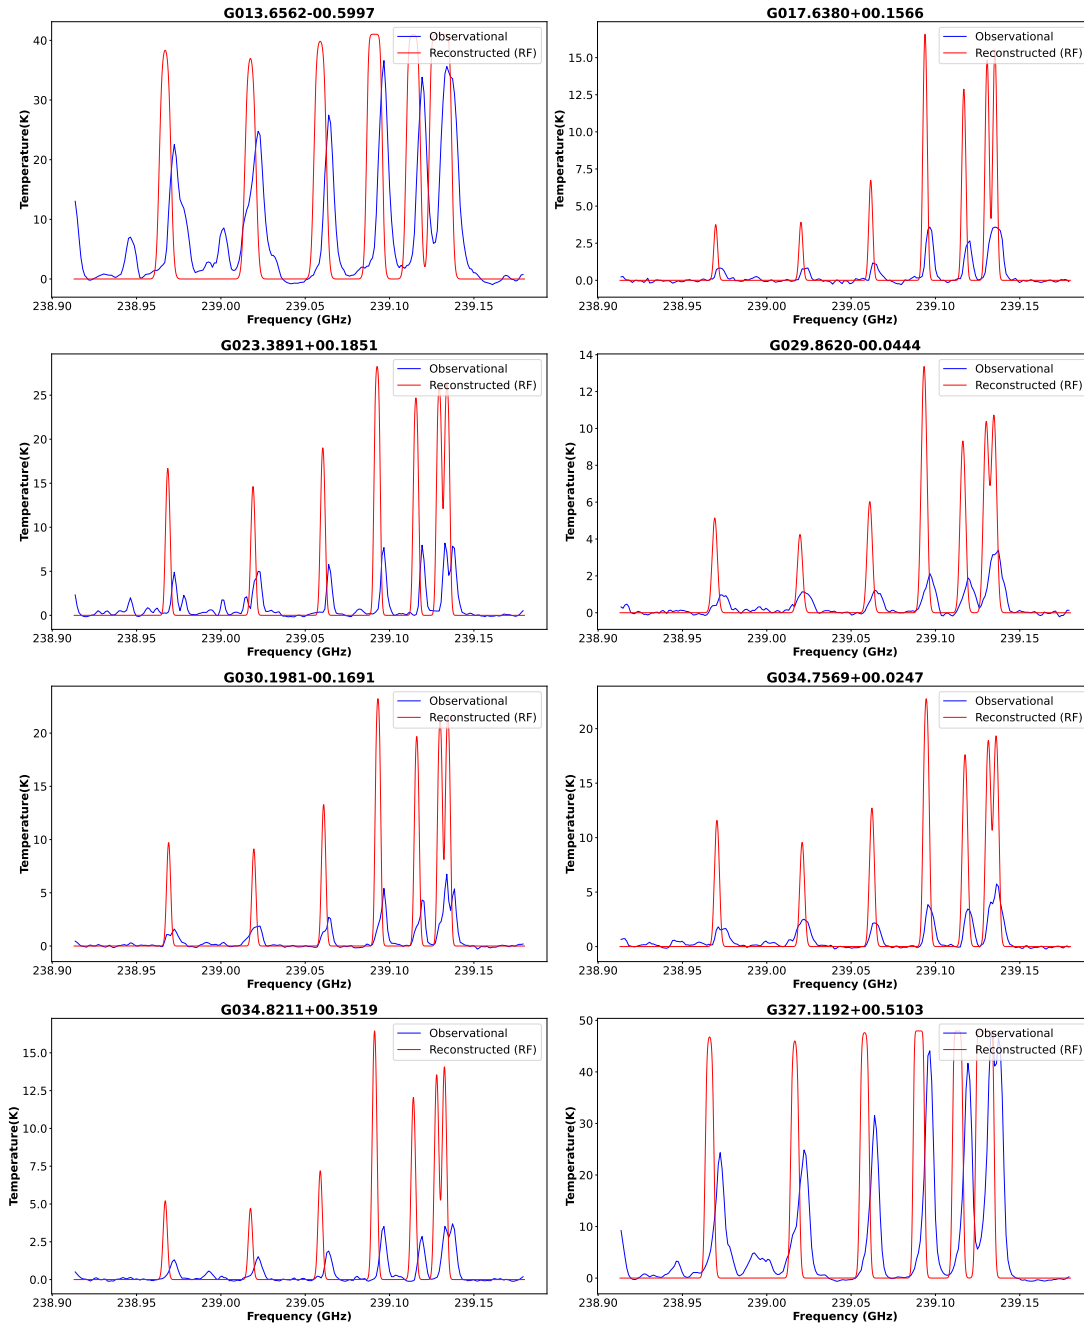 G013.6562-00.5997
Observational
Reconstructed (RF)
Temperature(K)
40
30
20
10
0
238.90 238.95 239.00 239.05 239.10 239.15
Frequency (GHz)
G017.6380+00.1566
Observational
Reconstructed (RF)
Temperature(K)
15.0
12.5
10.0
7.5
5.0
2.5
0.0
238.90 238.95 239.00 239.05 239.10 239.15
Frequency (GHz)
G023.3891+00.1851
Observational
Reconstructed (RF)
Temperature(K)
25
20
15
10
5
0
238.90 238.95 239.00 239.05 239.10 239.15
Frequency (GHz)
G029.8620-00.0444
Observational
Reconstructed (RF)
Temperature(K)
14
12
10
8
6
4
2
0
238.90 238.95 239.00 239.05 239.10 239.15
Frequency (GHz)
G030.1981-00.1691
Observational
Reconstructed (RF)
Temperature(K)
20
15
10
5
0
238.90 238.95 239.00 239.05 239.10 239.15
Frequency (GHz)
G034.7569+00.0247
Observational
Reconstructed (RF)
Temperature(K)
20
15
10
5
0
238.90 238.95 239.00 239.05 239.10 239.15
Frequency (GHz)
G034.8211+00.3519
Observational
Reconstructed (RF)
Temperature(K)
15.0
12.5
10.0
7.5
5.0
2.5
0.0
238.90 238.95 239.00 239.05 239.10 239.15
Frequency (GHz)
G327.1192+00.5103
Observational
Reconstructed (RF)
Temperature(K)
50
40
30
20
10
0
238.90 238.95 239.00 239.05 239.10 239.15
Frequency (GHz)